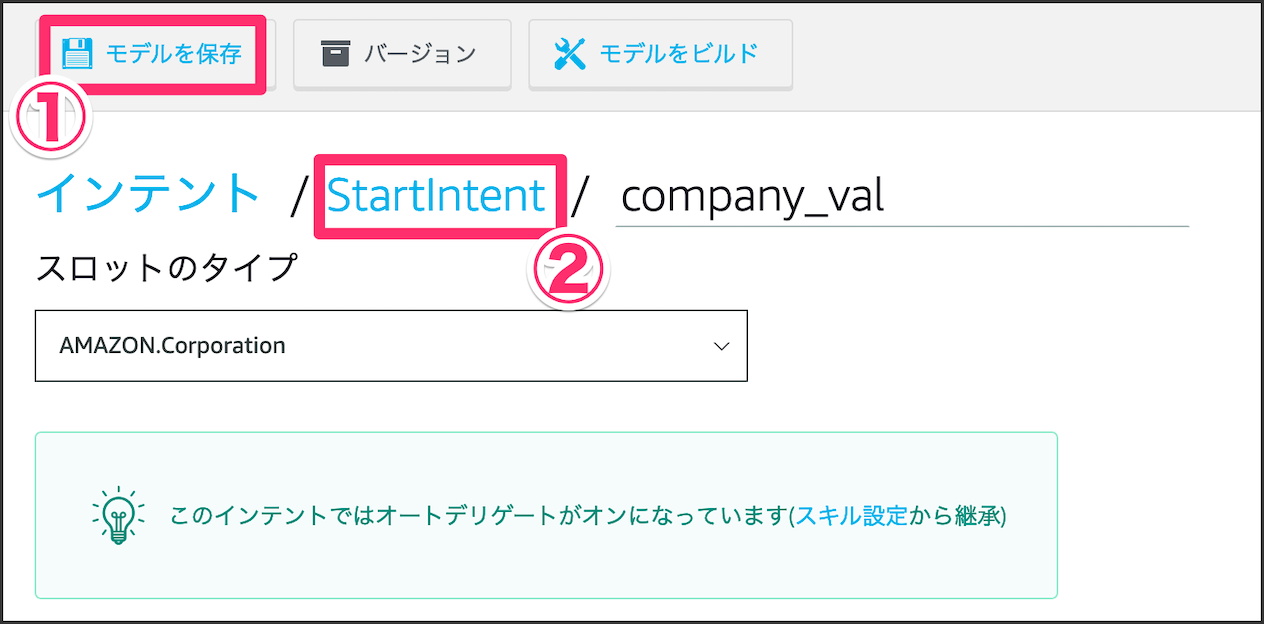 モデルを保存 バージョン モデルをビルド
①
インテント / StartIntent / company_val
②
スロットのタイプ
AMAZON.Corporation
このインテントではオートデリゲートがオンになっています(スキル設定から継承)